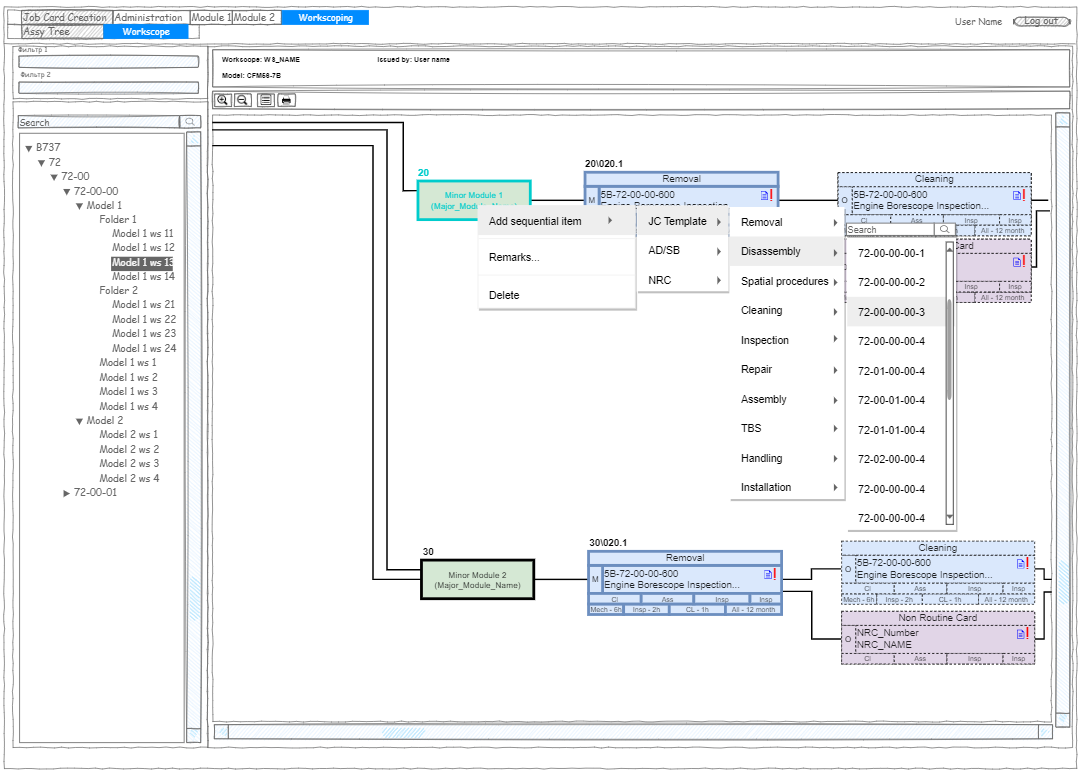 Job Card Creation Administration Module 1 Module 2 Workscoping
User Name Log out
Assy Tree Workscope
Фильтр 1
Фильтр 2
Workscope: WS_NAME Issued by: User name
Model: CFM56-7B
Search
B737
72
72-00
72-00-00
Model 1
Folder 1
Model 1 ws 11
Model 1 ws 12
Model 1 ws 13
Model 1 ws 14
Folder 2
Model 1 ws 21
Model 1 ws 22
Model 1 ws 23
Model 1 ws 24
Model 1 ws 1
Model 1 ws 2
Model 1 ws 3
Model 1 ws 4
Model 2
Model 2 ws 1
Model 2 ws 2
Model 2 ws 3
Model 2 ws 4
72-00-01
20
Minor Module 1
(Major_Module_Name)
20\020.1
Removal
M
5B-72-00-00-600
Engine Borescope Inspection...
Cleaning
O
5B-72-00-00-600
Engine Borescope Inspection...
CI Ass Insp Insp
All - 12 month
Card
Insp Insp
All - 12 month
Add sequential item
Remarks...
Delete
JC Template
AD/SB
NRC
Removal
Disassembly
Spatial procedures
Cleaning
Inspection
Repair
Assembly
TBS
Handling
Installation
Search
72-00-00-00-1
72-00-00-00-2
72-00-00-00-3
72-00-00-00-4
72-01-00-00-4
72-00-01-00-4
72-01-01-00-4
72-02-00-00-4
72-00-00-00-4
72-00-00-00-4
30
Minor Module 2
(Major_Module_Name)
30\020.1
Removal
M
5B-72-00-00-600
Engine Borescope Inspection...
CI Ass Insp Insp
Mech - 6h Insp - 2h CL - 1h All - 12 month
Cleaning
O
5B-72-00-00-600
Engine Borescope Inspection...
CI Ass Insp Insp
Mech - 6h Insp - 2h CL - 1h All - 12 month
Non Routine Card
O
NRC_Number
NRC_NAME
CI Ass Insp Insp